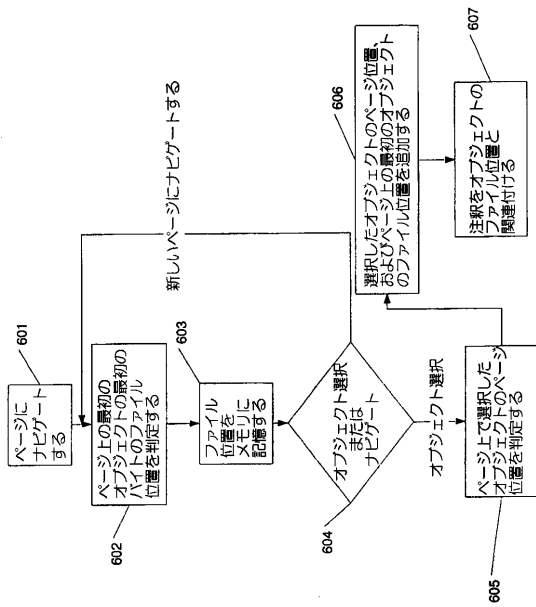 601
ページに
ナビゲート
する
ページ上の最初の
オブジェクトの最初の
バイトのファイル
位置を判定する
602
603
ファイル
位置を
メモリに
記憶する
新しいページにナビゲートする
オブジェクト選択
または
ナビゲート
604
オブジェクト選択
ページ上で選択した
オブジェクトのページ
位置を判定する
605
606
選択したオブジェクトのページ位置、
およびページ上の最初のオブジェクト
のファイル位置を追加する
607
注釈をオブジェクトの
ファイル位置と
関連付ける